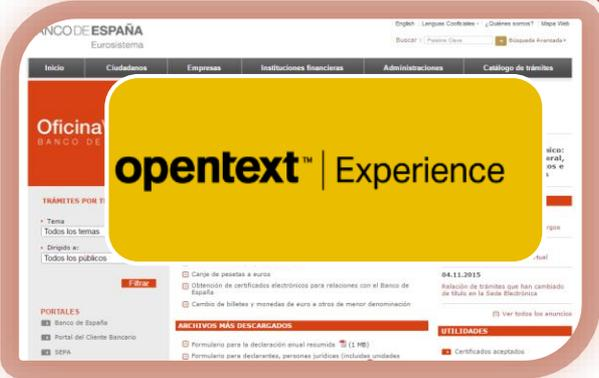 English | Lenguas Cooficiales | ¿Quiénes somos? | Mapa Web
ANCO DE ESPAÑA
Eurosistema
Buscar : Palabra Clave Búsqueda Avanzada
Inicio Ciudadanos Empresas Instituciones financieras Administraciones Catálogo de trámites
Oficina
BANCO DE
opentext™ | Experience
TRÁMITES POR
Tema
Todos los temas
Dirigido a:
Todos los públicos
Filtrar
Canje de pesetas a euros
Obtención de certificados electrónicos para relaciones con el Banco de
España
Cambio de billetes y monedas de euro a otros de menor denominación
04.11.2015
Relación de trámites que han cambiado
de título en la Sede Electrónica
Ver todos los anuncios
PORTALES
Banco de España
Portal del Cliente Bancario
SEPA
ARCHIVOS MÁS DESCARGADOS
Formulario para la declaración anual resumida (1 MB)
Formulario para declarantes, personas jurídicas (incluidas unidades
UTILIDADES
Certificados aceptados